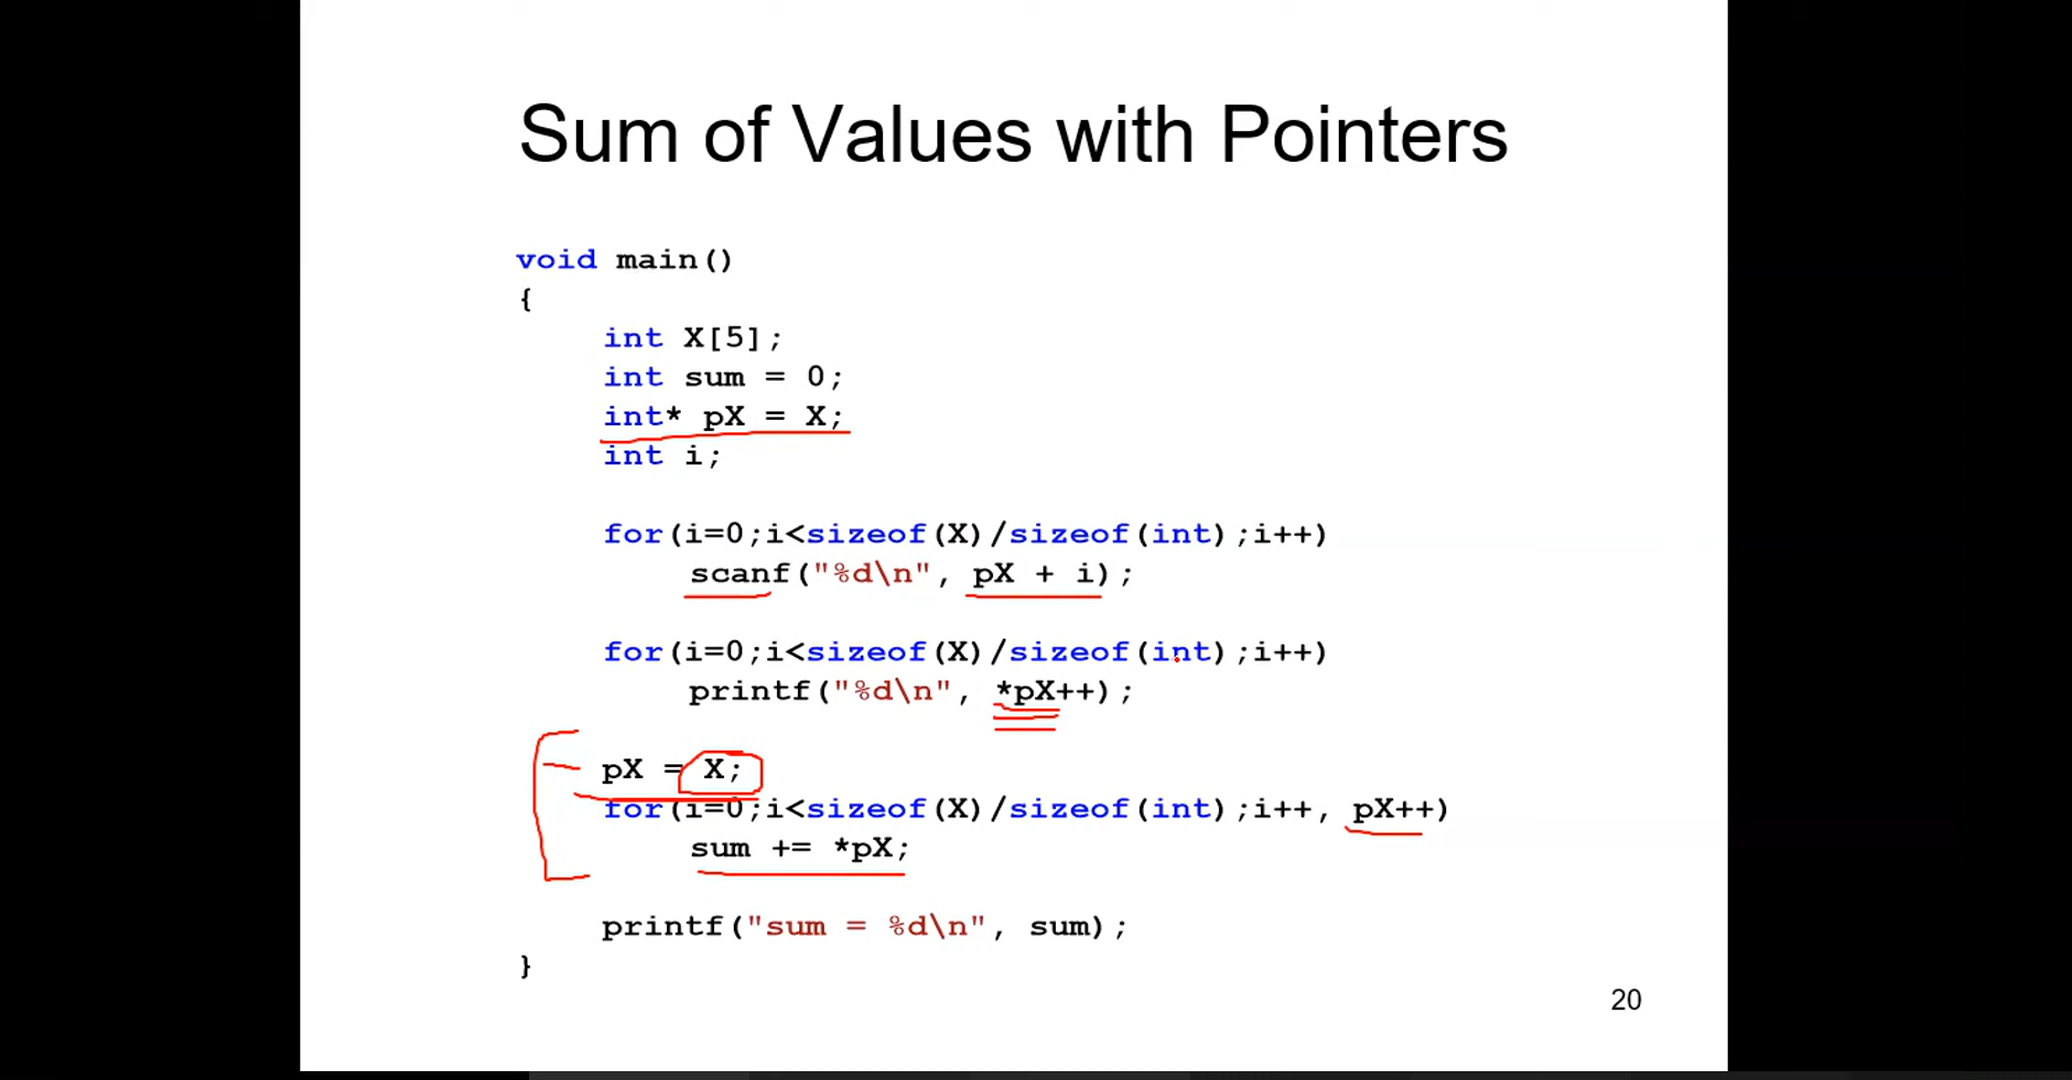 Sum of Values with Pointers
void main()
{
int X[5];
int sum = 0;
int* pX = X;
int i;
for(i=0;i<sizeof(X)/sizeof(int);i++)
scanf("%d\n", pX + i);
for(i=0;i<sizeof(X)/sizeof(int);i++)
printf("%d\n", *pX++);
pX = X;
for(i=0;i<sizeof(X)/sizeof(int);i++, pX++)
sum += *pX;
printf("sum = %d\n", sum);
}
20